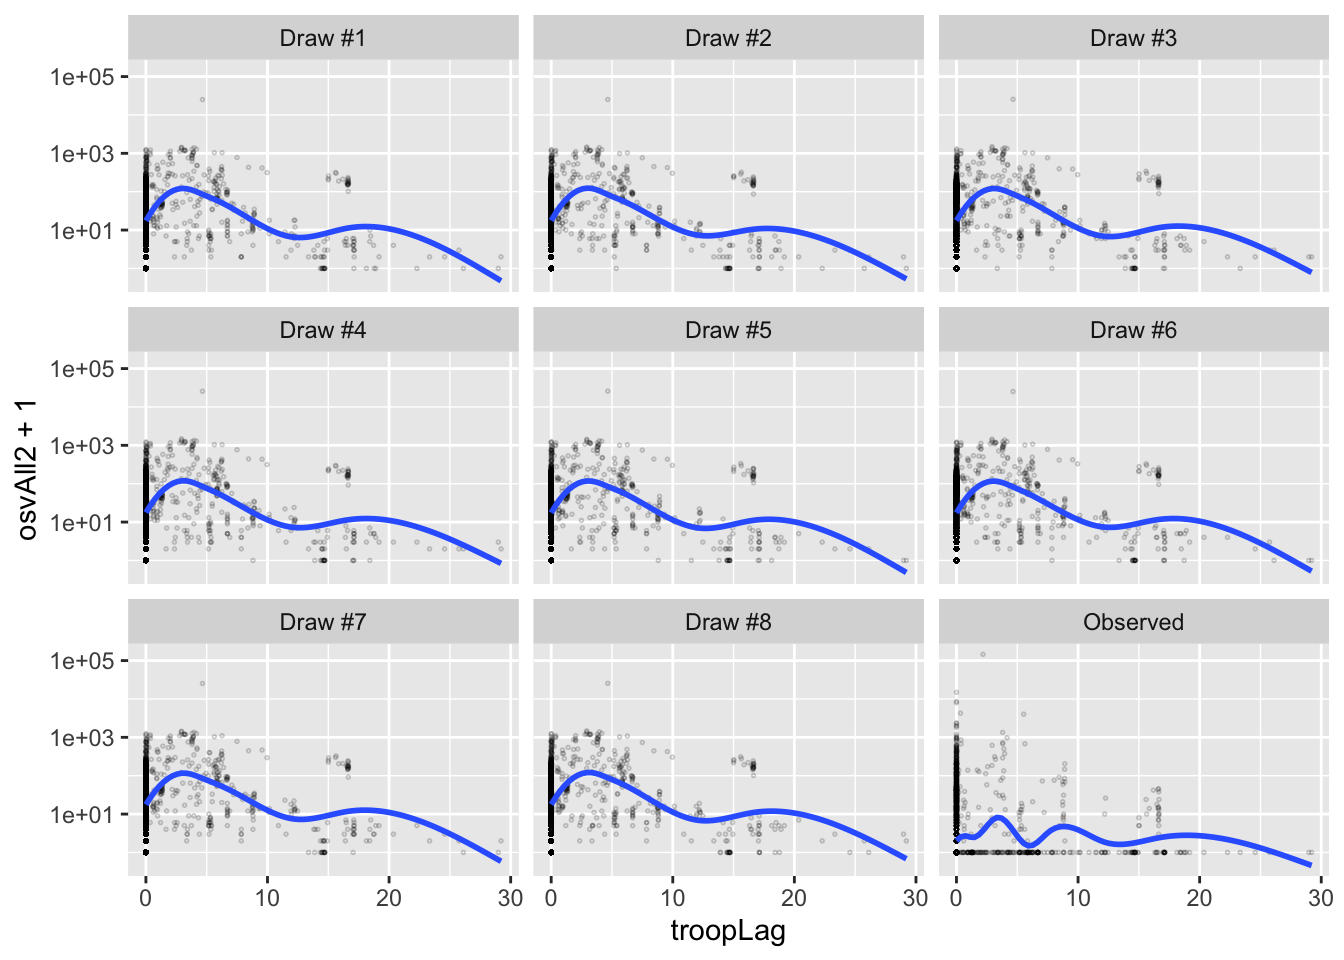 Draw #1 Draw #2 Draw #3
1e+05
1e+03
1e+01
Draw #4 Draw #5 Draw #6
1e+05
1e+03
1e+01
osvAll2 + 1
Draw #7 Draw #8 Observed
1e+05
1e+03
1e+01
0 10 20 30 0 10 20 30 0 10 20 30
troopLag